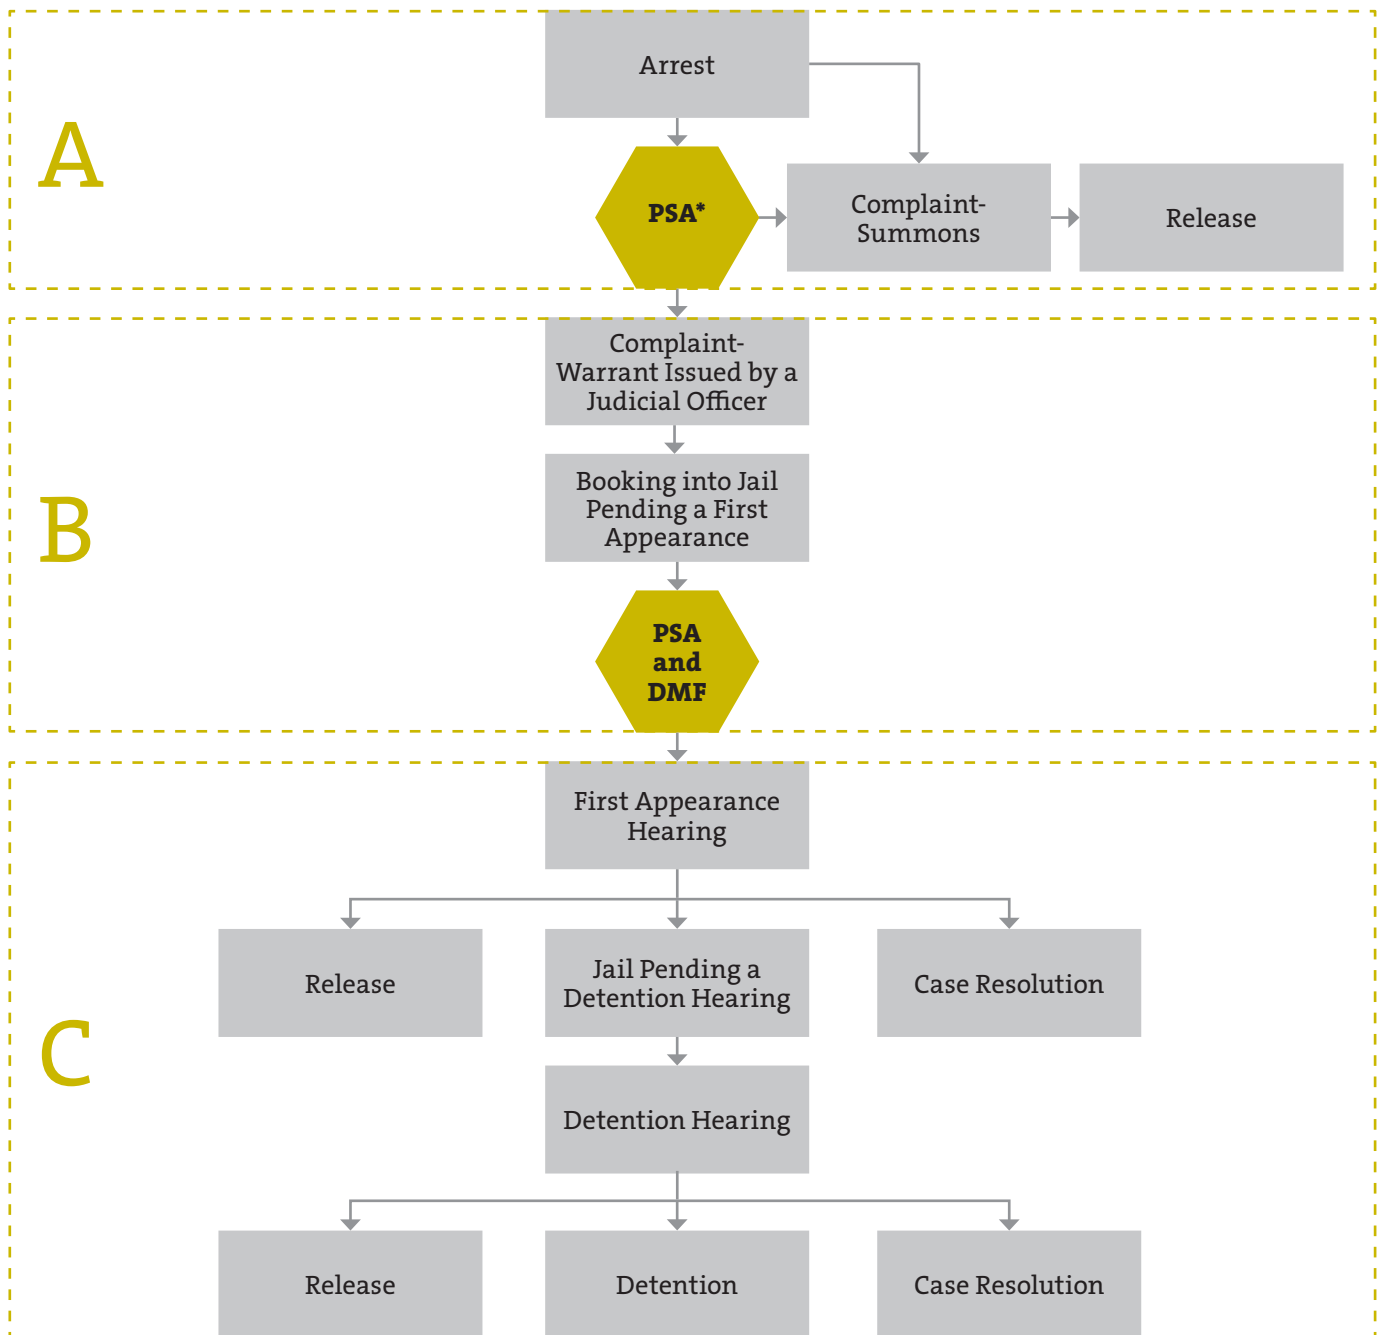 A
Arrest
PSA*
Complaint-
Summons
Release
B
Complaint-
Warrant Issued by a
Judicial Officer
Booking into Jail
Pending a First
Appearance
PSA
and
DMF
C
First Appearance
Hearing
Release
Jail Pending a
Detention Hearing
Case Resolution
Detention Hearing
Release
Detention
Case Resolution